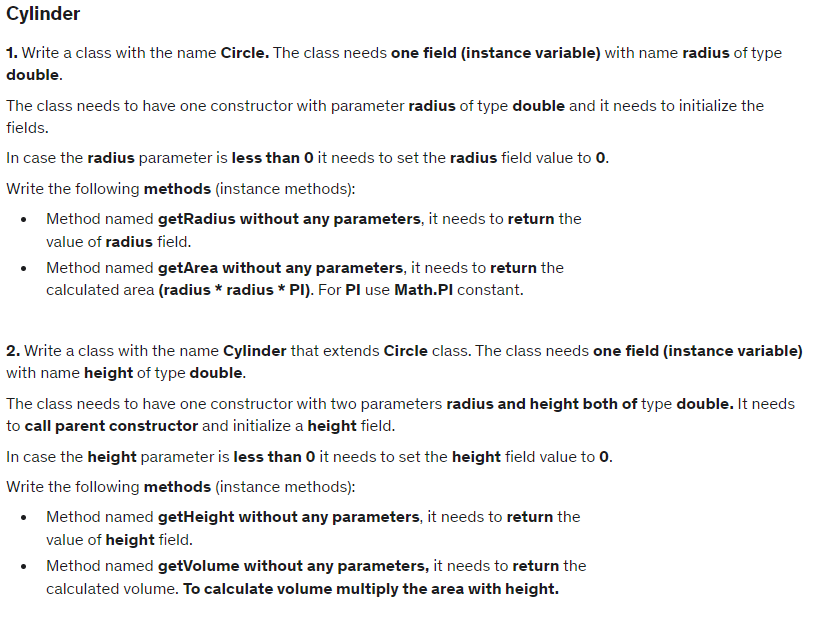 Cylinder
1. Write a class with the name Circle. The class needs one field (instance variable) with name radius of type
double.
The class needs to have one constructor with parameter radius of type double and it needs to initialize the
fields.
In case the radius parameter is less than 0 it needs to set the radius field value to 0.
Write the following methods (instance methods):
• Method named getRadius without any parameters, it needs to return the
value of radius field.
• Method named getArea without any parameters, it needs to return the
calculated area (radius * radius * PI). For PI use Math.PI constant.
2. Write a class with the name Cylinder that extends Circle class. The class needs one field (instance variable)
with name height of type double.
The class needs to have one constructor with two parameters radius and height both of type double. It needs
to call parent constructor and initialize a height field.
In case the height parameter is less than 0 it needs to set the height field value to 0.
Write the following methods (instance methods):
• Method named getHeight without any parameters, it needs to return the
value of height field.
• Method named getVolume without any parameters, it needs to return the
calculated volume. To calculate volume multiply the area with height.